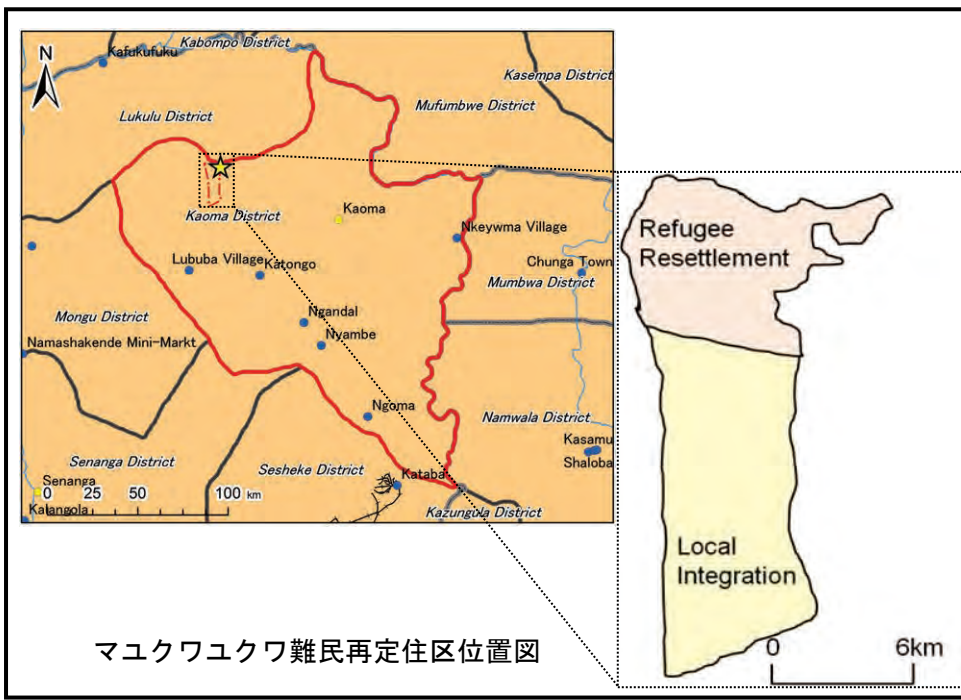 N
Kabompo District
Kafukufuku
Kasempa District
Mufumbwe District
Lukulu District
Kaoma District
Kaoma
Nkeywma Village
Lububa Village
Katongo
Chunga Town
Mumbwa District
Ngandal
Nyambe
Mongu District
Namashakende Mini-Markt
Ngoma
Namwala District
Kasamu
Shaloba
Senanga District
Sesheke District
Kataba
Senanga
Kalangola
0 25 50 100 km
Kazungula District
Refugee
Resettlement
Local
Integration
0 6km
マユクワユクワ難民再定住区位置図